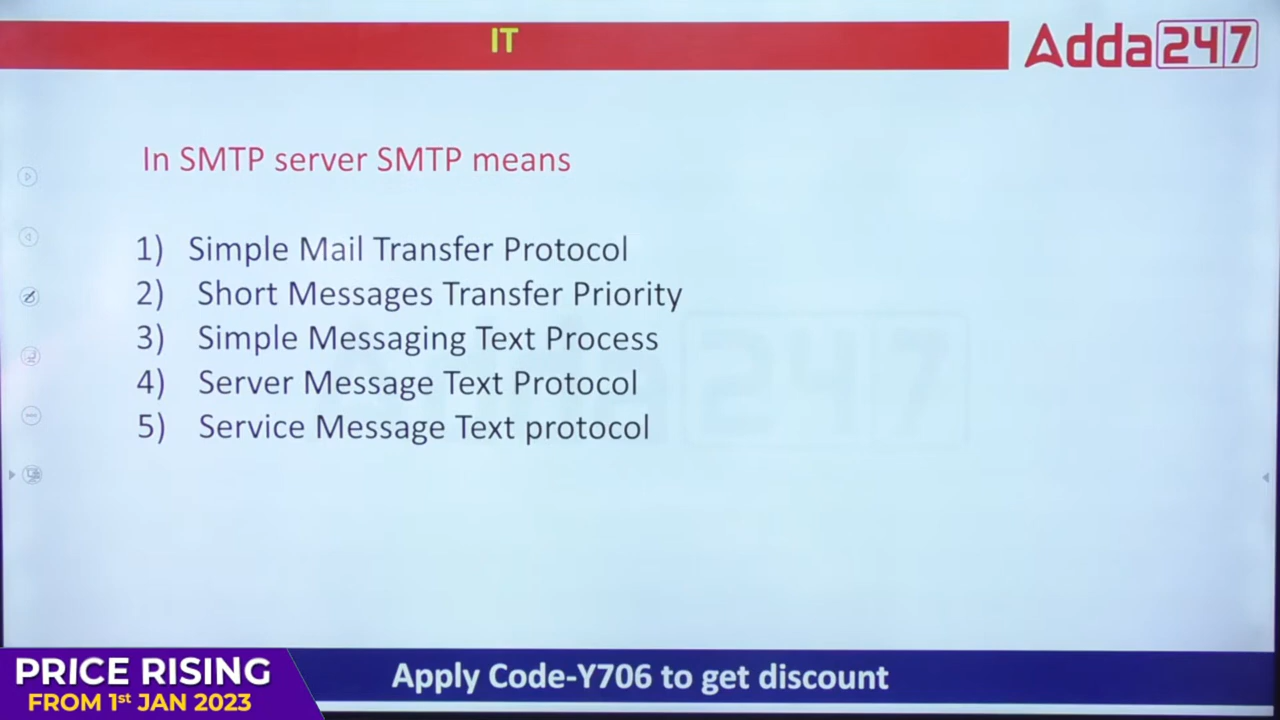 IT
Adda247
In SMTP server SMTP means
1) Simple Mail Transfer Protocol
2) Short Messages Transfer Priority
3) Simple Messaging Text Process
4) Server Message Text Protocol
5) Service Message Text protocol
Adda247
PRICE RISING
FROM 1st JAN 2023
Apply Code-Y706 to get discount